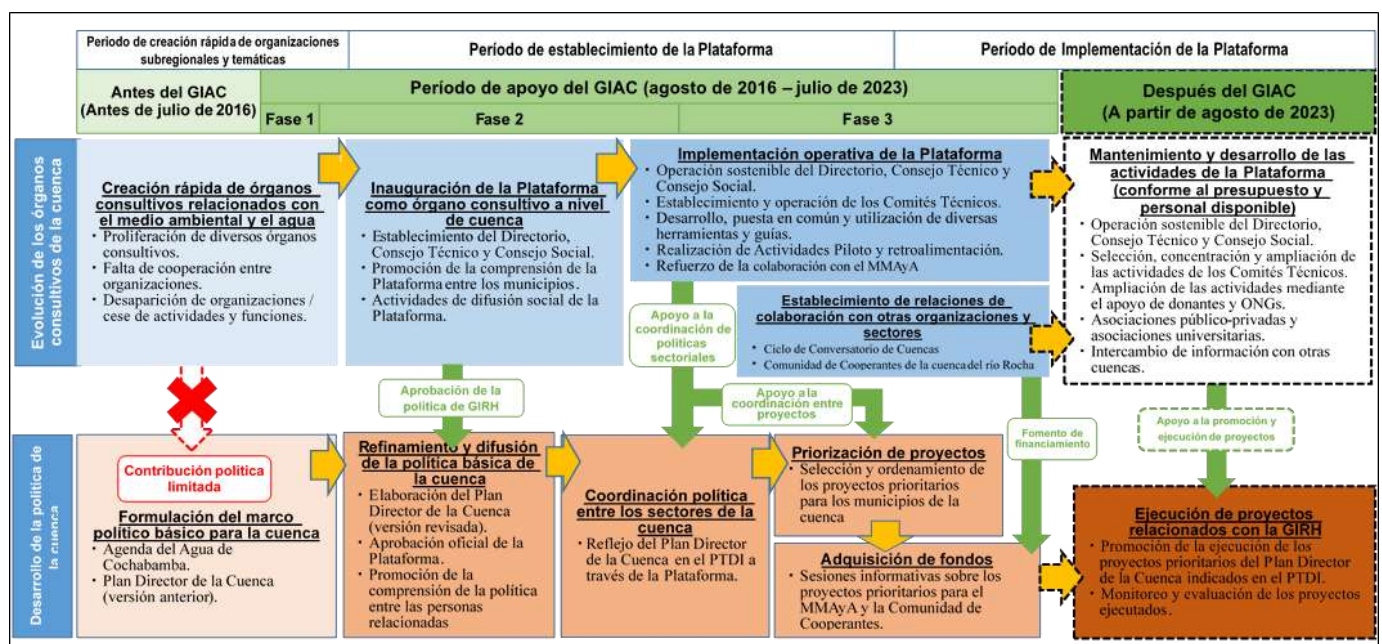 Periodo de creación rápida de organizaciones
subregionales y temáticas
Período de establecimiento de la Plataforma
Período de Implementación de la Plataforma
Antes del GIAC
(Antes de julio de 2016)
Período de apoyo del GIAC (agosto de 2016 – julio de 2023)
Fase 1
Fase 2
Fase 3
Después del GIAC
(A partir de agosto de 2023)
Evolución de los órganos
consultivos de la cuenca
Creación rápida de órganos
consultivos relacionados con
el medio ambiental y el agua
・ Proliferación de diversos órganos
consultivos.
・ Falta de cooperación entre
organizaciones.
・ Desaparición de organizaciones /
cese de actividades y funciones.
Inauguración de la Plataforma
como órgano consultivo a nivel
de cuenca
・ Establecimiento del Directorio,
Consejo Técnico y Consejo Social.
・ Promoción de la comprensión de la
Plataforma entre los municipios.
・ Actividades de difusión social de la
Plataforma.
Implementación operativa de la Plataforma
・ Operación sostenible del Directorio, Consejo Técnico y
Consejo Social.
・ Establecimiento y operación de los Comités Técnicos.
・ Desarrollo, puesta en común y utilización de diversas
herramientas y guías.
・ Realización de Actividades Piloto y retroalimentación.
・ Refuerzo de la colaboración con el MMAyA
Establecimiento de relaciones de
colaboración con otras organizaciones y
sectores
・ Ciclo de Conversatorio de Cuencas
・ Comunidad de Cooperantes de la cuenca del río Rocha
Mantenimiento y desarrollo de las
actividades de la Plataforma
(conforme al presupuesto y
personal disponible)
・ Operación sostenible del Directorio,
Consejo Técnico y Consejo Social.
・ Selección, concentración y ampliación de
las actividades de los Comités Técnicos.
・ Ampliación de las actividades mediante
el apoyo de donantes y ONGs.
・ Asociaciones público-privadas y
asociaciones universitarias.
・ Intercambio de información con otras
cuencas.
Apoyo a la
coordinación de
políticas
sectoriales
Aprobación de la
política de GIRH
Apoyo a la
coordinación entre
proyectos
Fomento de
financiamiento
Apoyo a la promoción y
ejecución de proyectos
Desarrollo de la política de
la cuenca
Contribución política
limitada
Formulación del marco
político básico para la cuenca
・ Agenda del Agua de
Cochabamba.
・ Plan Director de la Cuenca
(versión anterior).
Refinamiento y difusión
de la política básica de
la cuenca
・ Elaboración del Plan
Director de la Cuenca
(versión revisada).
・ Aprobación oficial de la
Plataforma.
・ Promoción de la
comprensión de la política
entre las personas
relacionadas
Coordinación política
entre los sectores de la
cuenca
・ Reflejo del Plan Director
de la Cuenca en el PTDI a
través de la Plataforma.
Priorización de proyectos
・ Selección y ordenamiento de
los proyectos prioritarios
para los municipios de la
cuenca
Adquisición de fondos
・ Sesiones informativas sobre los
proyectos prioritarios para el
MMAyA y la Comunidad de
Cooperantes.
Ejecución de proyectos
relacionados con la GIRH
・ Promoción de la ejecución de los
proyectos prioritarios del Plan Director
de la Cuenca indicados en el PTDI.
・ Monitoreo y evaluación de los proyectos
ejecutados.